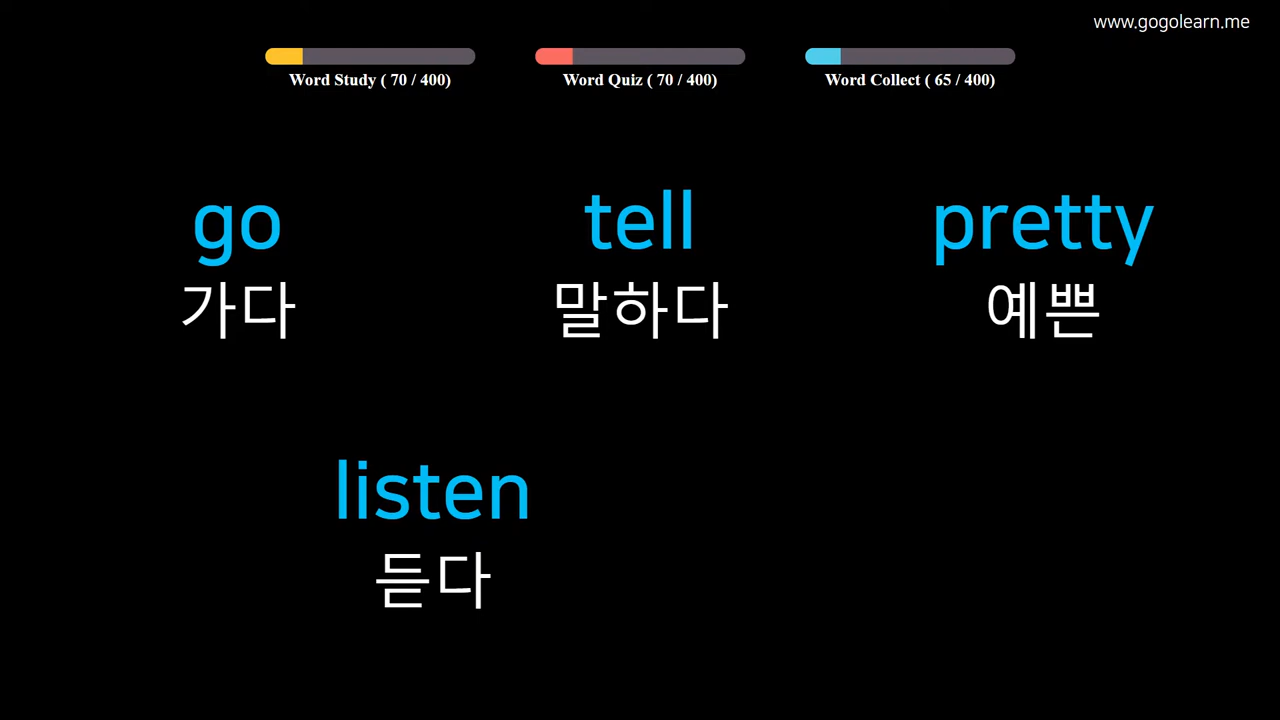 www.gogolearn.me
Word Study ( 70 / 400)
Word Quiz ( 70 / 400)
Word Collect ( 65 / 400)
go
가다
tell
말하다
pretty
예쁜
listen
듣다